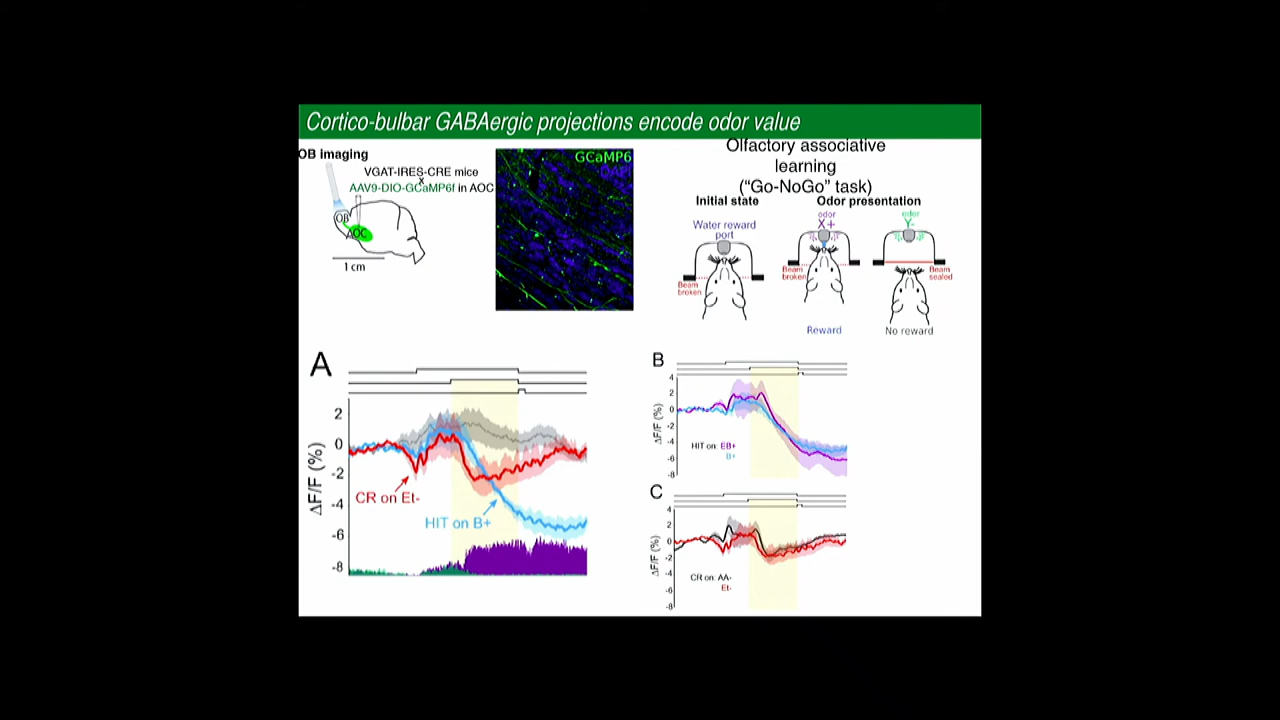 Cortico-bulbar GABAergic projections encode odor value
OB imaging
VGAT-IRES-CRE mice
x
AAV9-DIO-GCaMP6f in AOC
OB
AOC
1 cm
GCaMP6
DAPI
Olfactory associative
learning
("Go-NoGo" task)
Initial state
Odor presentation
Water reward
port
odor
X+
odor
Y-
Beam
broken
Beam
broken
Beam
sealed
Reward
No reward
A
2
0
-2
-4
-6
-8
ΔF/F (%)
CR on Et-
HIT on B+
B
4
2
0
-2
-4
-6
-8
ΔF/F (%)
HIT on: EB+
B+
C
4
2
0
-2
-4
-6
-8
ΔF/F (%)
CR on: AA-
Et-